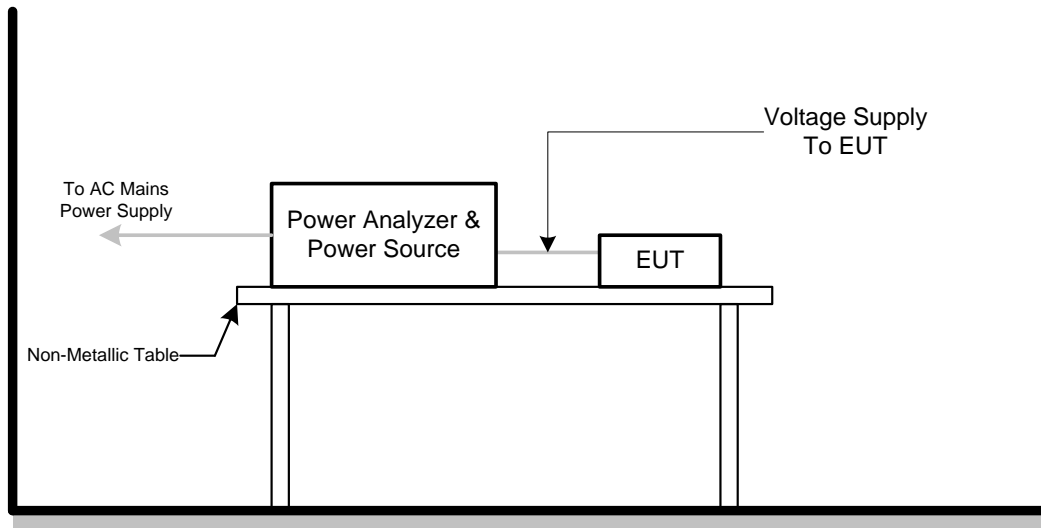 Voltage Supply
To EUT
To AC Mains
Power Supply
Power Analyzer &
Power Source
EUT
Non-Metallic Table